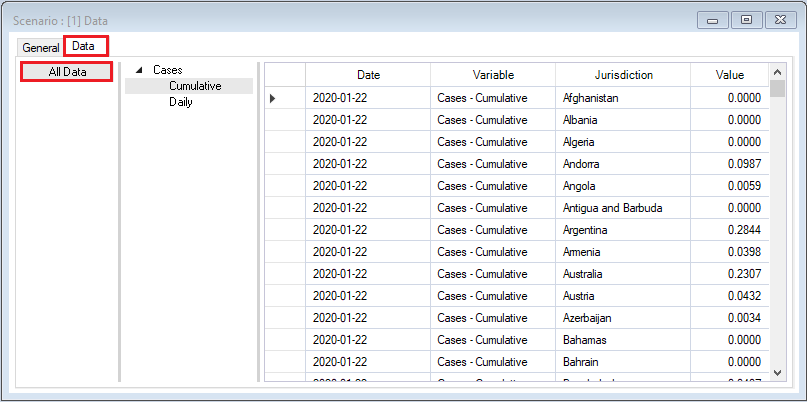 Scenario : [1] Data
General Data
All Data
Cases
Cumulative
Daily
Date Variable Jurisdiction Value
2020-01-22 Cases - Cumulative Afghanistan 0.0000
2020-01-22 Cases - Cumulative Albania 0.0000
2020-01-22 Cases - Cumulative Algeria 0.0000
2020-01-22 Cases - Cumulative Andorra 0.0987
2020-01-22 Cases - Cumulative Angola 0.0059
2020-01-22 Cases - Cumulative Antigua and Barbuda 0.0000
2020-01-22 Cases - Cumulative Argentina 0.2844
2020-01-22 Cases - Cumulative Armenia 0.0398
2020-01-22 Cases - Cumulative Australia 0.2307
2020-01-22 Cases - Cumulative Austria 0.0432
2020-01-22 Cases - Cumulative Azerbaijan 0.0034
2020-01-22 Cases - Cumulative Bahamas 0.0000
2020-01-22 Cases - Cumulative Bahrain 0.0000